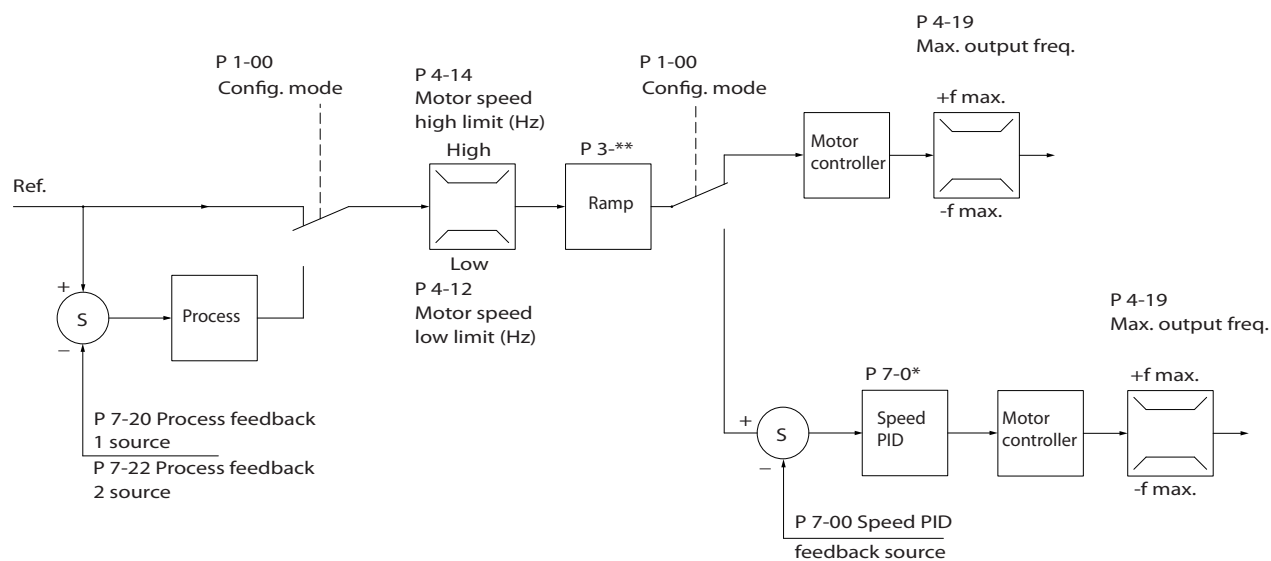 P 4-19
Max. output freq.
P 1-00
Config. mode
P 4-14
Motor speed
high limit (Hz)
High
P 3-**
Ramp
P 1-00
Config. mode
Motor
controller
+f max.
-f max.
Ref.
Low
P 4-12
Motor speed
low limit (Hz)
+
S
–
Process
P 7-20 Process feedback
1 source
P 7-22 Process feedback
2 source
P 4-19
Max. output freq.
P 7-0*
+
S
–
Speed
PID
Motor
controller
+f max.
-f max.
P 7-00 Speed PID
feedback source